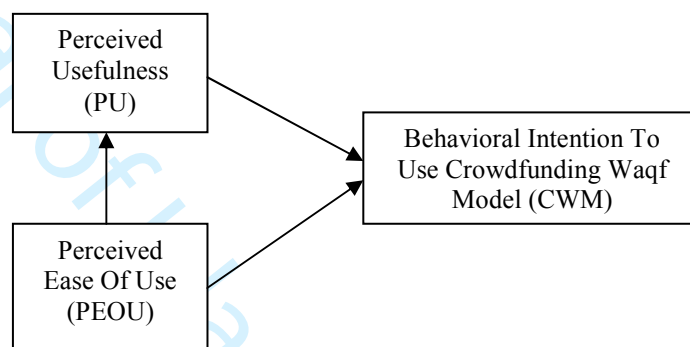 Perceived
Usefulness
(PU)
Behavioral Intention To
Use Crowdfunding Waqf
Model (CWM)
Perceived
Ease Of Use
(PEOU)